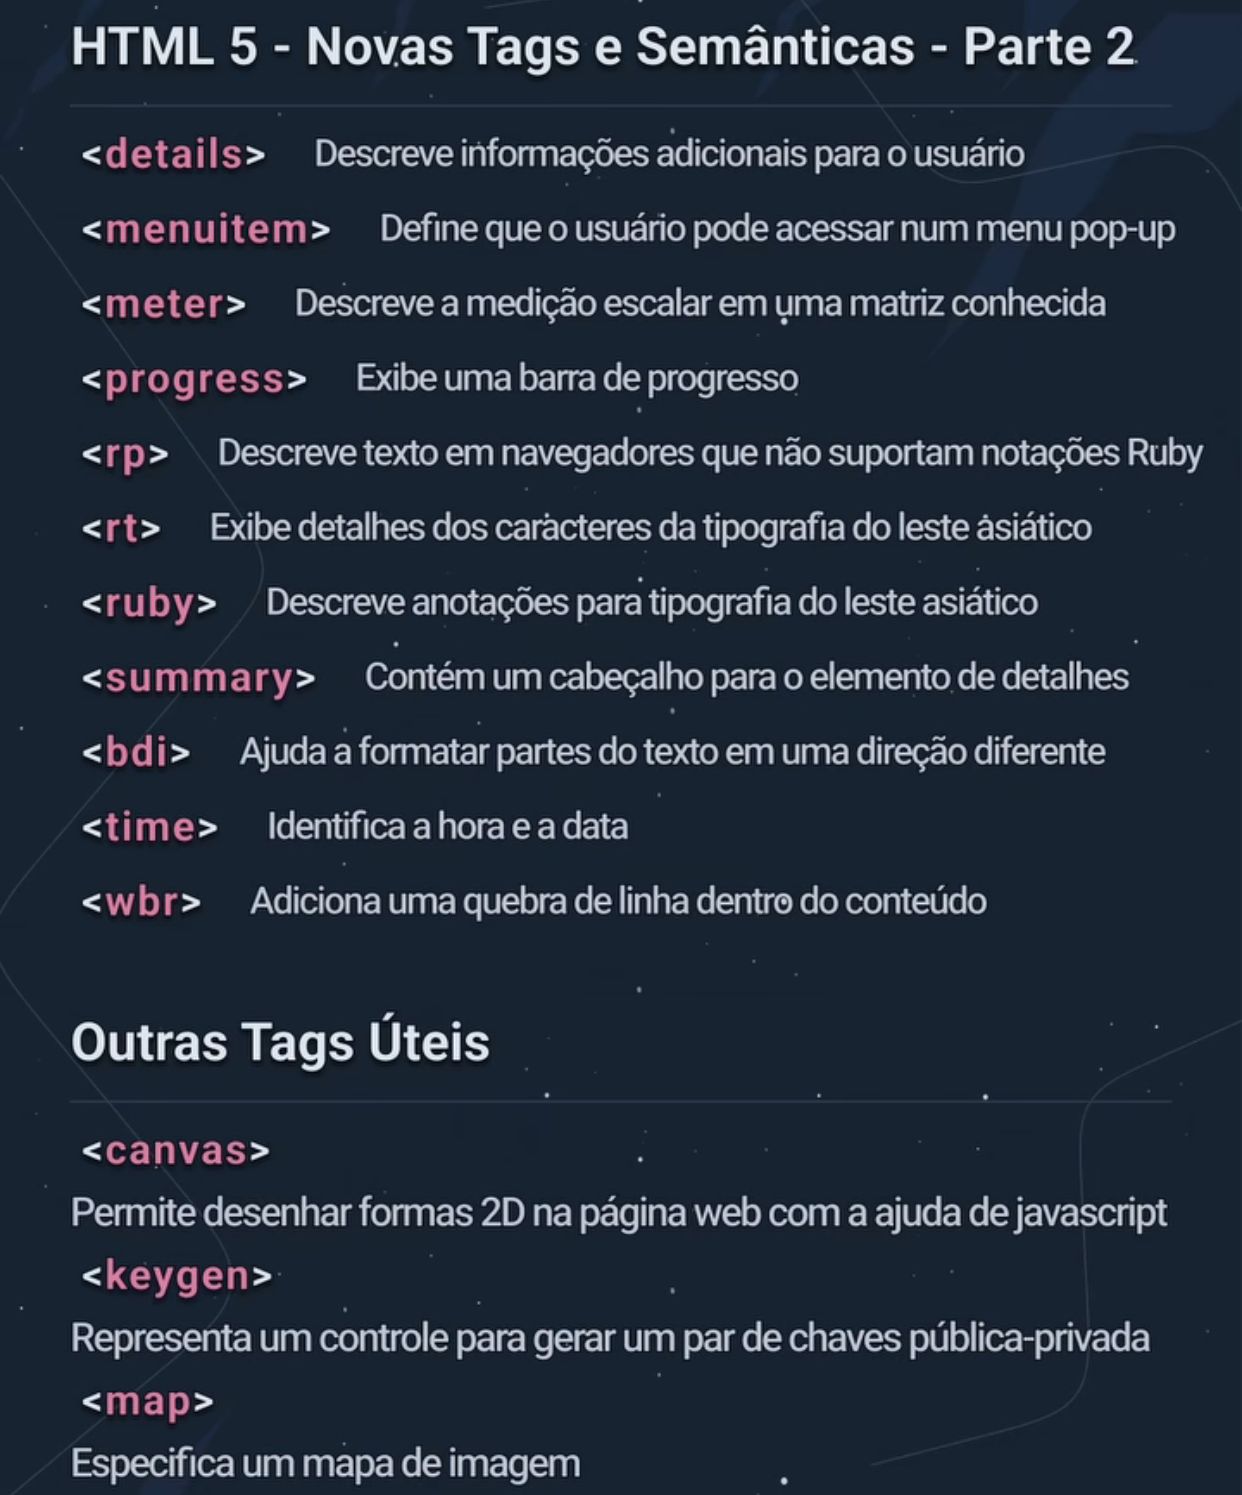 HTML 5 - Novas Tags e Semânticas - Parte 2
<details> Descreve informações adicionais para o usuário
<menuitem> Define que o usuário pode acessar num menu pop-up
<meter> Descreve a medição escalar em uma matriz conhecida
<progress> Exibe uma barra de progresso
<rp> Descreve texto em navegadores que não suportam notações Ruby
<rt> Exibe detalhes dos caracteres da tipografia do leste asiático
<ruby> Descreve anotações para tipografia do leste asiático
<summary> Contém um cabeçalho para o elemento de detalhes
<bdi> Ajuda a formatar partes do texto em uma direção diferente
<time> Identifica a hora e a data
<wbr> Adiciona uma quebra de linha dentro do conteúdo
Outras Tags Úteis
<canvas>
Permite desenhar formas 2D na página web com a ajuda de javascript
<keygen>
Representa um controle para gerar um par de chaves pública-privada
<map>
Especifica um mapa de imagem